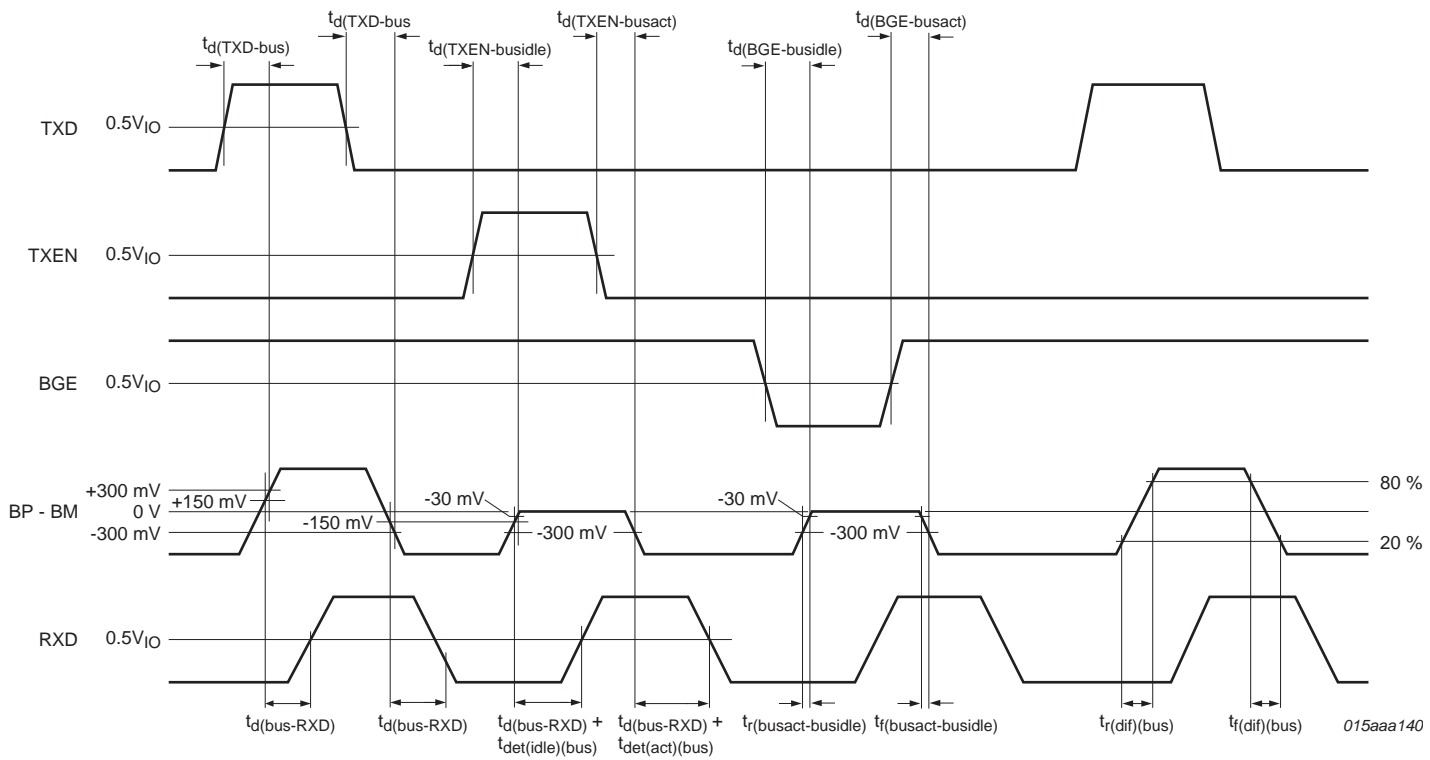 td(TXD-bus)
td(TXD-bus
td(TXEN-busidle)
td(TXEN-busact)
td(BGE-busidle)
td(BGE-busact)
TXD 0.5VIO
TXEN 0.5VIO
BGE 0.5VIO
+300 mV
+150 mV
BP - BM 0 V
-300 mV
-150 mV
-30 mV
-300 mV
-30 mV
-300 mV
80 %
20 %
RXD 0.5VIO
td(bus-RXD)
td(bus-RXD)
td(bus-RXD) +
tdet(idle)(bus)
td(bus-RXD) +
tdet(act)(bus)
tr(busact-busidle)
tf(busact-busidle)
tr(dif)(bus)
tf(dif)(bus)
015aaa140